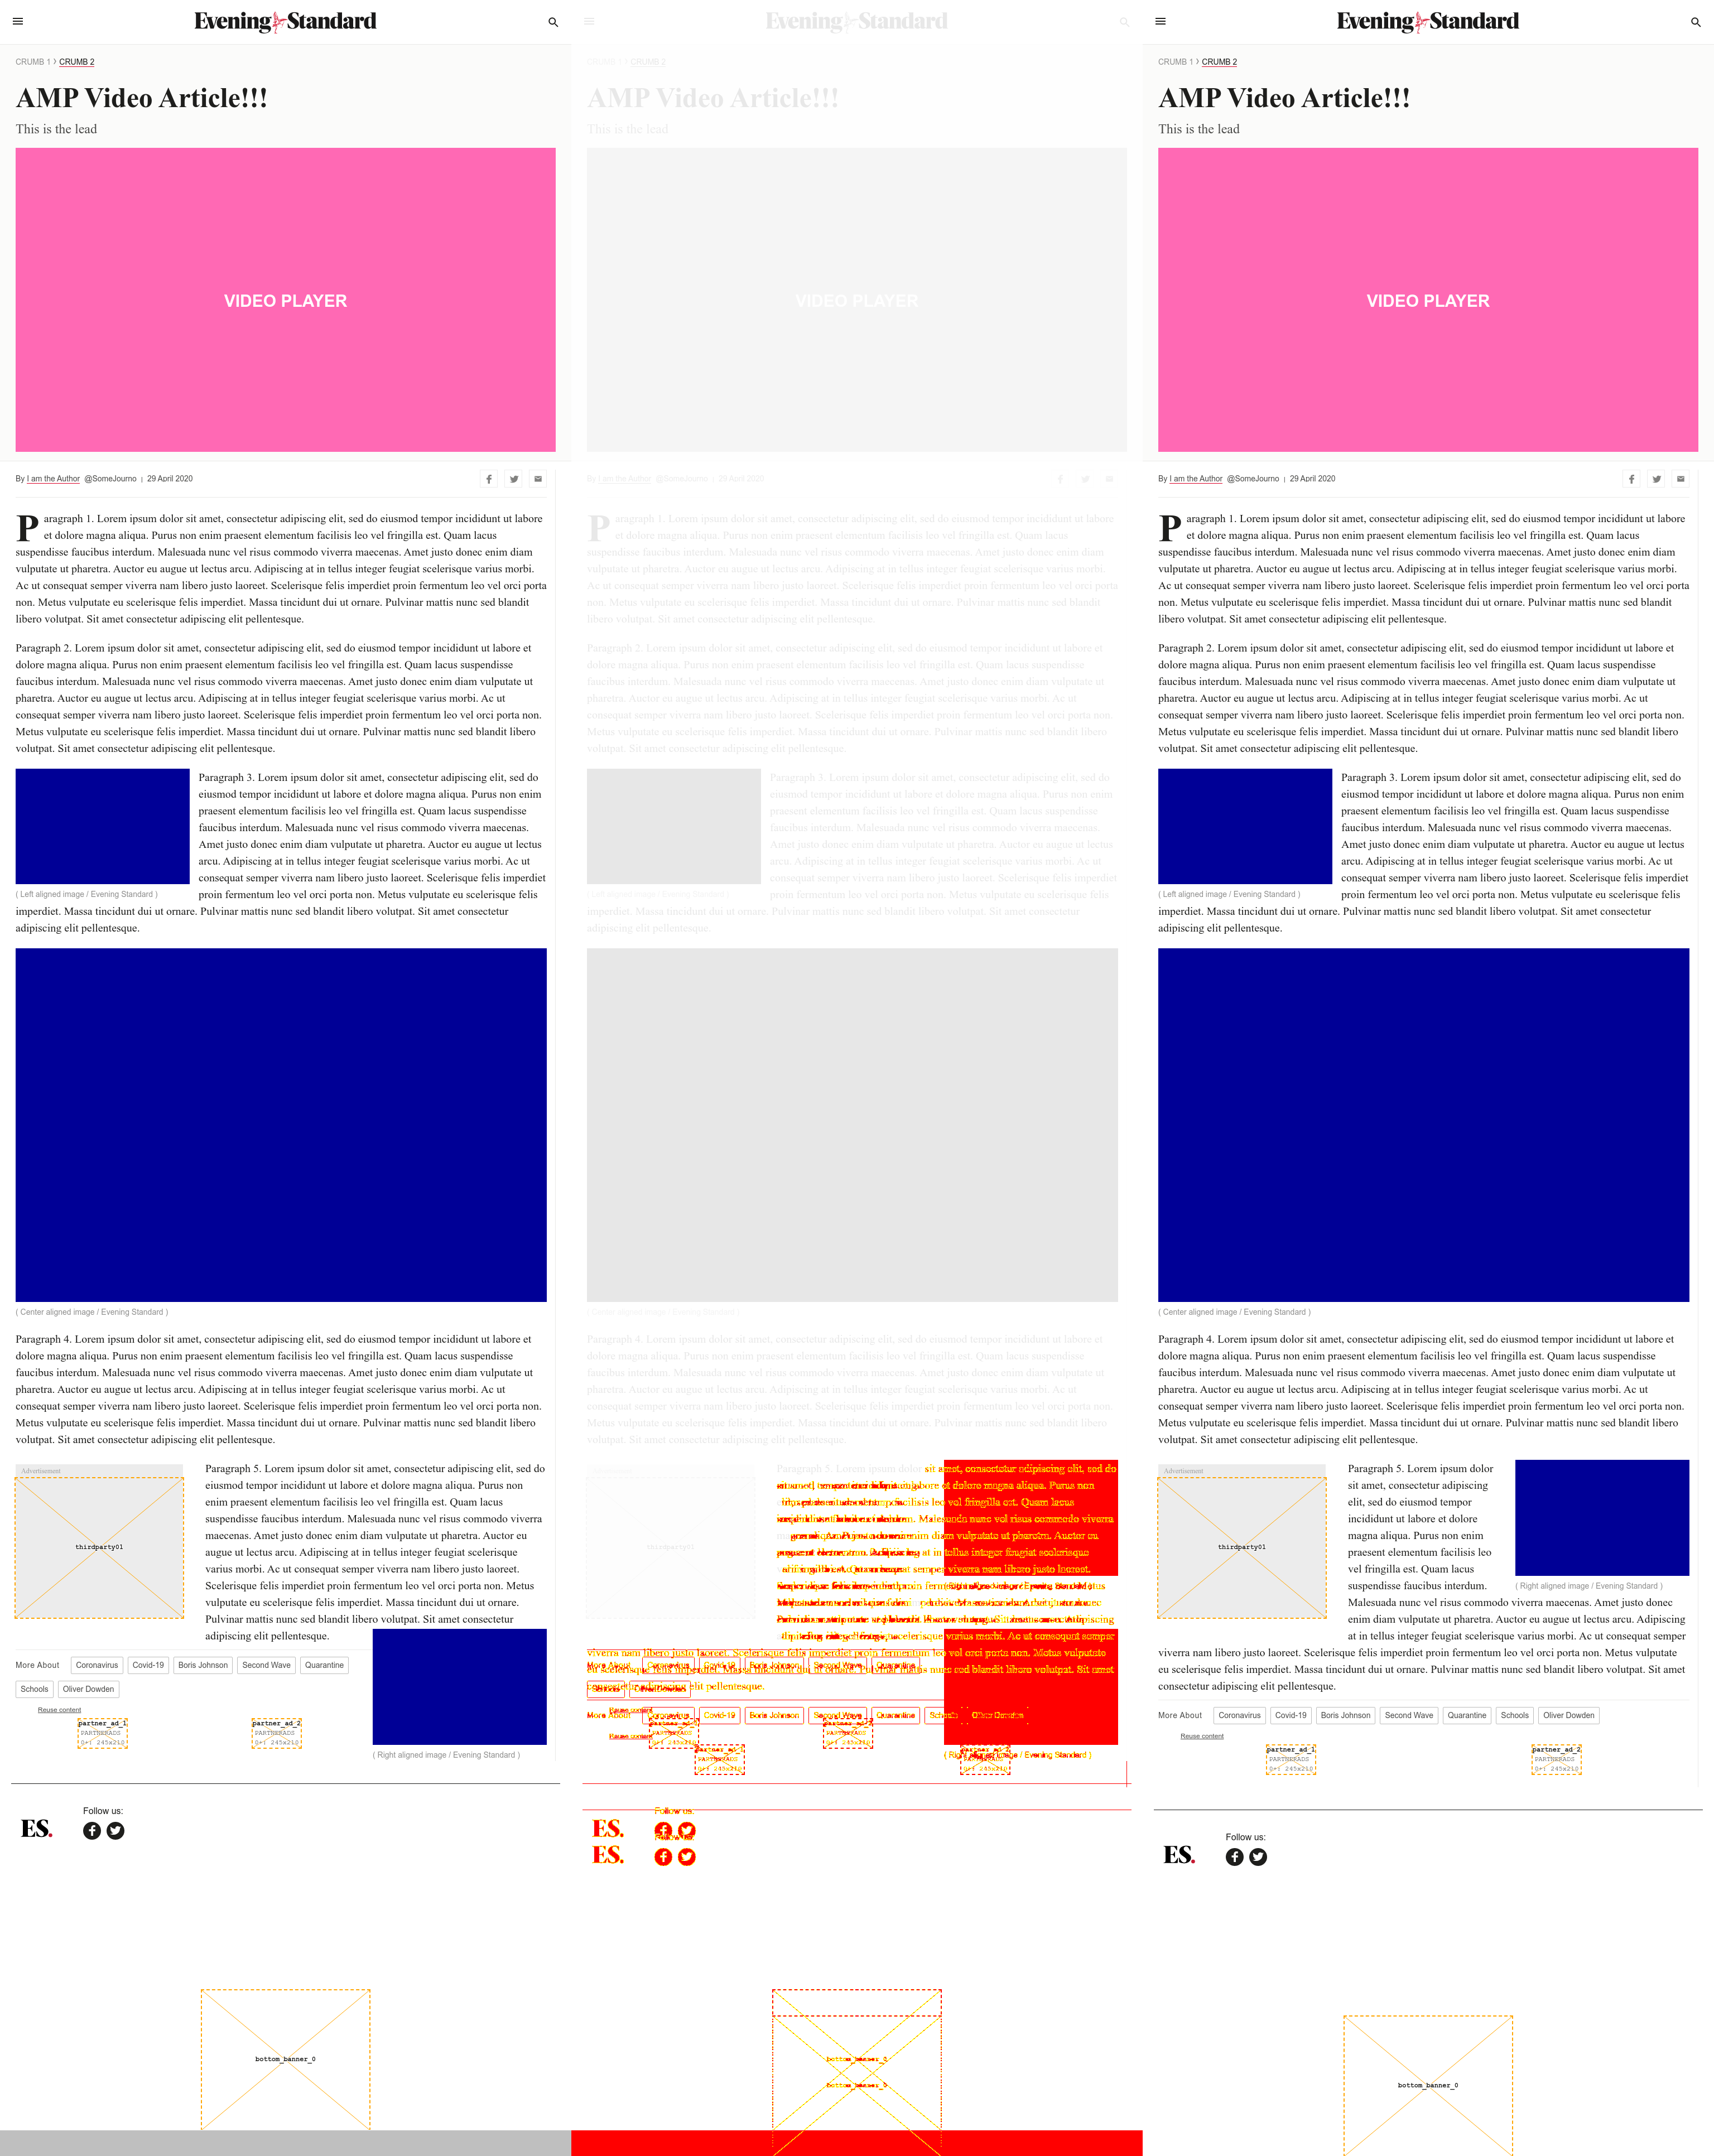 Evening Standard
CRUMB 1 › CRUMB 2
AMP Video Article!!!
This is the lead
VIDEO PLAYER
By I am the Author @SomeJourno | 29 April 2020
Paragraph 1. Lorem ipsum dolor sit amet, consectetur adipiscing elit, sed do eiusmod tempor incididunt ut labore
et dolore magna aliqua. Purus non enim praesent elementum facilisis leo vel fringilla est. Quam lacus
suspendisse faucibus interdum. Malesuada nunc vel risus commodo viverra maecenas. Amet justo donec enim diam
vulputate ut pharetra. Auctor eu augue ut lectus arcu. Adipiscing at in tellus integer feugiat scelerisque varius morbi.
Ac ut consequat semper viverra nam libero justo laoreet. Scelerisque felis imperdiet proin fermentum leo vel orci porta
non. Metus vulputate eu scelerisque felis imperdiet. Massa tincidunt dui ut ornare. Pulvinar mattis nunc sed blandit
libero volutpat. Sit amet consectetur adipiscing elit pellentesque.
Paragraph 2. Lorem ipsum dolor sit amet, consectetur adipiscing elit, sed do eiusmod tempor incididunt ut labore et
dolore magna aliqua. Purus non enim praesent elementum facilisis leo vel fringilla est. Quam lacus suspendisse
faucibus interdum. Malesuada nunc vel risus commodo viverra maecenas. Amet justo donec enim diam vulputate ut
pharetra. Auctor eu augue ut lectus arcu. Adipiscing at in tellus integer feugiat scelerisque varius morbi. Ac ut
consequat semper viverra nam libero justo laoreet. Scelerisque felis imperdiet proin fermentum leo vel orci porta non.
Metus vulputate eu scelerisque felis imperdiet. Massa tincidunt dui ut ornare. Pulvinar mattis nunc sed blandit libero
volutpat. Sit amet consectetur adipiscing elit pellentesque.
Paragraph 3. Lorem ipsum dolor sit amet, consectetur adipiscing elit, sed do
eiusmod tempor incididunt ut labore et dolore magna aliqua. Purus non enim
praesent elementum facilisis leo vel fringilla est. Quam lacus suspendisse
faucibus interdum. Malesuada nunc vel risus commodo viverra maecenas.
Amet justo donec enim diam vulputate ut pharetra. Auctor eu augue ut lectus
arcu. Adipiscing at in tellus integer feugiat scelerisque varius morbi. Ac ut
consequat semper viverra nam libero justo laoreet. Scelerisque felis imperdiet
proin fermentum leo vel orci porta non. Metus vulputate eu scelerisque felis
( Left aligned image / Evening Standard )
imperdiet. Massa tincidunt dui ut ornare. Pulvinar mattis nunc sed blandit libero volutpat. Sit amet consectetur
adipiscing elit pellentesque.
( Center aligned image / Evening Standard )
Paragraph 4. Lorem ipsum dolor sit amet, consectetur adipiscing elit, sed do eiusmod tempor incididunt ut labore et
dolore magna aliqua. Purus non enim praesent elementum facilisis leo vel fringilla est. Quam lacus suspendisse
faucibus interdum. Malesuada nunc vel risus commodo viverra maecenas. Amet justo donec enim diam vulputate ut
pharetra. Auctor eu augue ut lectus arcu. Adipiscing at in tellus integer feugiat scelerisque varius morbi. Ac ut
consequat semper viverra nam libero justo laoreet. Scelerisque felis imperdiet proin fermentum leo vel orci porta non.
Metus vulputate eu scelerisque felis imperdiet. Massa tincidunt dui ut ornare. Pulvinar mattis nunc sed blandit libero
volutpat. Sit amet consectetur adipiscing elit pellentesque.
Advertisement
thirdparty01
Paragraph 5. Lorem ipsum dolor sit amet, consectetur adipiscing elit, sed do
eiusmod tempor incididunt ut labore et dolore magna aliqua. Purus non
enim praesent elementum facilisis leo vel fringilla est. Quam lacus
suspendisse faucibus interdum. Malesuada nunc vel risus commodo viverra
maecenas. Amet justo donec enim diam vulputate ut pharetra. Auctor eu
augue ut lectus arcu. Adipiscing at in tellus integer feugiat scelerisque
varius morbi. Ac ut consequat semper viverra nam libero justo laoreet.
Scelerisque felis imperdiet proin fermentum leo vel orci porta non. Metus
vulputate eu scelerisque felis imperdiet. Massa tincidunt dui ut ornare.
Pulvinar mattis nunc sed blandit libero volutpat. Sit amet consectetur
adipiscing elit pellentesque.
More About Coronavirus Covid-19 Boris Johnson Second Wave Quarantine
Schools Oliver Dowden
Reuse content
partner_ad_1
PARTNERADS
0+: 245x210
partner_ad_2
PARTNERADS
0+: 245x210
( Right aligned image / Evening Standard )
ES.
Follow us:
bottom_banner_0
Evening Standard
CRUMB 1 › CRUMB 2
AMP Video Article!!!
This is the lead
VIDEO PLAYER
By I am the Author @SomeJourno | 29 April 2020
Paragraph 1. Lorem ipsum dolor sit amet, consectetur adipiscing elit, sed do eiusmod tempor incididunt ut labore
et dolore magna aliqua. Purus non enim praesent elementum facilisis leo vel fringilla est. Quam lacus
suspendisse faucibus interdum. Malesuada nunc vel risus commodo viverra maecenas. Amet justo donec enim diam
vulputate ut pharetra. Auctor eu augue ut lectus arcu. Adipiscing at in tellus integer feugiat scelerisque varius morbi.
Ac ut consequat semper viverra nam libero justo laoreet. Scelerisque felis imperdiet proin fermentum leo vel orci porta
non. Metus vulputate eu scelerisque felis imperdiet. Massa tincidunt dui ut ornare. Pulvinar mattis nunc sed blandit
libero volutpat. Sit amet consectetur adipiscing elit pellentesque.
Paragraph 2. Lorem ipsum dolor sit amet, consectetur adipiscing elit, sed do eiusmod tempor incididunt ut labore et
dolore magna aliqua. Purus non enim praesent elementum facilisis leo vel fringilla est. Quam lacus suspendisse
faucibus interdum. Malesuada nunc vel risus commodo viverra maecenas. Amet justo donec enim diam vulputate ut
pharetra. Auctor eu augue ut lectus arcu. Adipiscing at in tellus integer feugiat scelerisque varius morbi. Ac ut
consequat semper viverra nam libero justo laoreet. Scelerisque felis imperdiet proin fermentum leo vel orci porta non.
Metus vulputate eu scelerisque felis imperdiet. Massa tincidunt dui ut ornare. Pulvinar mattis nunc sed blandit libero
volutpat. Sit amet consectetur adipiscing elit pellentesque.
Paragraph 3. Lorem ipsum dolor sit amet, consectetur adipiscing elit, sed do
eiusmod tempor incididunt ut labore et dolore magna aliqua. Purus non enim
praesent elementum facilisis leo vel fringilla est. Quam lacus suspendisse
faucibus interdum. Malesuada nunc vel risus commodo viverra maecenas.
Amet justo donec enim diam vulputate ut pharetra. Auctor eu augue ut lectus
arcu. Adipiscing at in tellus integer feugiat scelerisque varius morbi. Ac ut
consequat semper viverra nam libero justo laoreet. Scelerisque felis imperdiet
proin fermentum leo vel orci porta non. Metus vulputate eu scelerisque felis
( Left aligned image / Evening Standard )
imperdiet. Massa tincidunt dui ut ornare. Pulvinar mattis nunc sed blandit libero volutpat. Sit amet consectetur
adipiscing elit pellentesque.
( Center aligned image / Evening Standard )
Paragraph 4. Lorem ipsum dolor sit amet, consectetur adipiscing elit, sed do eiusmod tempor incididunt ut labore et
dolore magna aliqua. Purus non enim praesent elementum facilisis leo vel fringilla est. Quam lacus suspendisse
faucibus interdum. Malesuada nunc vel risus commodo viverra maecenas. Amet justo donec enim diam vulputate ut
pharetra. Auctor eu augue ut lectus arcu. Adipiscing at in tellus integer feugiat scelerisque varius morbi. Ac ut
consequat semper viverra nam libero justo laoreet. Scelerisque felis imperdiet proin fermentum leo vel orci porta non.
Metus vulputate eu scelerisque felis imperdiet. Massa tincidunt dui ut ornare. Pulvinar mattis nunc sed blandit libero
volutpat. Sit amet consectetur adipiscing elit pellentesque.
thirdparty01
Paragraph 5. Lorem ipsum dolor sit amet, consectetur adipiscing elit, sed do
More About Coronavirus Covid-19 Boris Johnson Second Wave Quarantine
ES.
ES.
bottom_banner_0
bottom_banner_0
Evening Standard
CRUMB 1 › CRUMB 2
AMP Video Article!!!
This is the lead
VIDEO PLAYER
By I am the Author @SomeJourno | 29 April 2020
Paragraph 1. Lorem ipsum dolor sit amet, consectetur adipiscing elit, sed do eiusmod tempor incididunt ut labore
et dolore magna aliqua. Purus non enim praesent elementum facilisis leo vel fringilla est. Quam lacus
suspendisse faucibus interdum. Malesuada nunc vel risus commodo viverra maecenas. Amet justo donec enim diam
vulputate ut pharetra. Auctor eu augue ut lectus arcu. Adipiscing at in tellus integer feugiat scelerisque varius morbi.
Ac ut consequat semper viverra nam libero justo laoreet. Scelerisque felis imperdiet proin fermentum leo vel orci porta
non. Metus vulputate eu scelerisque felis imperdiet. Massa tincidunt dui ut ornare. Pulvinar mattis nunc sed blandit
libero volutpat. Sit amet consectetur adipiscing elit pellentesque.
Paragraph 2. Lorem ipsum dolor sit amet, consectetur adipiscing elit, sed do eiusmod tempor incididunt ut labore et
dolore magna aliqua. Purus non enim praesent elementum facilisis leo vel fringilla est. Quam lacus suspendisse
faucibus interdum. Malesuada nunc vel risus commodo viverra maecenas. Amet justo donec enim diam vulputate ut
pharetra. Auctor eu augue ut lectus arcu. Adipiscing at in tellus integer feugiat scelerisque varius morbi. Ac ut
consequat semper viverra nam libero justo laoreet. Scelerisque felis imperdiet proin fermentum leo vel orci porta non.
Metus vulputate eu scelerisque felis imperdiet. Massa tincidunt dui ut ornare. Pulvinar mattis nunc sed blandit libero
volutpat. Sit amet consectetur adipiscing elit pellentesque.
Paragraph 3. Lorem ipsum dolor sit amet, consectetur adipiscing elit, sed do
eiusmod tempor incididunt ut labore et dolore magna aliqua. Purus non enim
praesent elementum facilisis leo vel fringilla est. Quam lacus suspendisse
faucibus interdum. Malesuada nunc vel risus commodo viverra maecenas.
Amet justo donec enim diam vulputate ut pharetra. Auctor eu augue ut lectus
arcu. Adipiscing at in tellus integer feugiat scelerisque varius morbi. Ac ut
consequat semper viverra nam libero justo laoreet. Scelerisque felis imperdiet
proin fermentum leo vel orci porta non. Metus vulputate eu scelerisque felis
( Left aligned image / Evening Standard )
imperdiet. Massa tincidunt dui ut ornare. Pulvinar mattis nunc sed blandit libero volutpat. Sit amet consectetur
adipiscing elit pellentesque.
( Center aligned image / Evening Standard )
Paragraph 4. Lorem ipsum dolor sit amet, consectetur adipiscing elit, sed do eiusmod tempor incididunt ut labore et
dolore magna aliqua. Purus non enim praesent elementum facilisis leo vel fringilla est. Quam lacus suspendisse
faucibus interdum. Malesuada nunc vel risus commodo viverra maecenas. Amet justo donec enim diam vulputate ut
pharetra. Auctor eu augue ut lectus arcu. Adipiscing at in tellus integer feugiat scelerisque varius morbi. Ac ut
consequat semper viverra nam libero justo laoreet. Scelerisque felis imperdiet proin fermentum leo vel orci porta non.
Metus vulputate eu scelerisque felis imperdiet. Massa tincidunt dui ut ornare. Pulvinar mattis nunc sed blandit libero
volutpat. Sit amet consectetur adipiscing elit pellentesque.
Advertisement
thirdparty01
Paragraph 5. Lorem ipsum dolor
sit amet, consectetur adipiscing
elit, sed do eiusmod tempor
incididunt ut labore et dolore
magna aliqua. Purus non enim
praesent elementum facilisis leo
vel fringilla est. Quam lacus
suspendisse faucibus interdum.
( Right aligned image / Evening Standard )
Malesuada nunc vel risus commodo viverra maecenas. Amet justo donec
enim diam vulputate ut pharetra. Auctor eu augue ut lectus arcu. Adipiscing
at in tellus integer feugiat scelerisque varius morbi. Ac ut consequat semper
viverra nam libero justo laoreet. Scelerisque felis imperdiet proin fermentum leo vel orci porta non. Metus vulputate
eu scelerisque felis imperdiet. Massa tincidunt dui ut ornare. Pulvinar mattis nunc sed blandit libero volutpat. Sit amet
consectetur adipiscing elit pellentesque.
More About Coronavirus Covid-19 Boris Johnson Second Wave Quarantine Schools Oliver Dowden
Reuse content
partner_ad_1
PARTNERADS
0+: 245x210
partner_ad_2
PARTNERADS
0+: 245x210
ES.
Follow us:
bottom_banner_0